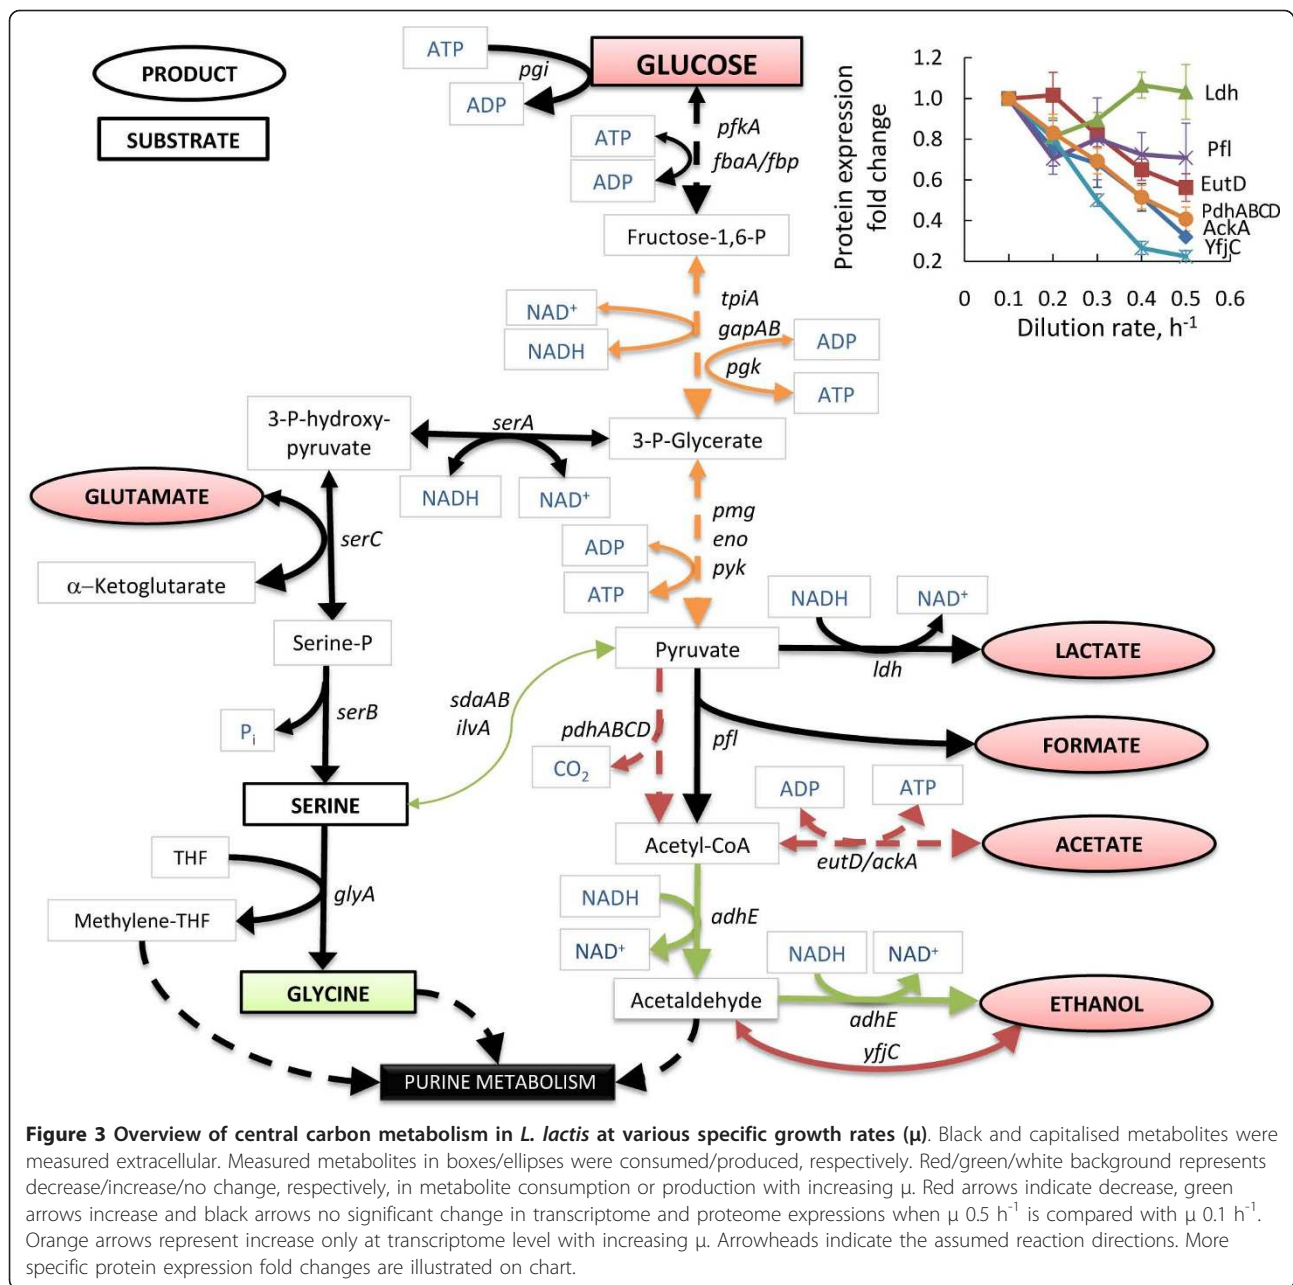 PRODUCT
SUBSTRATE
ATP
pgi
ADP
GLUCOSE
ATP
ADP
pfkA
fbaA/fbp
Fructose-1,6-P
NAD+
NADH
tpiA
gapAB
pgk
ADP
ATP
3-P-hydroxy-
pyruvate
serA
3-P-Glycerate
NADH
NAD+
GLUTAMATE
serC
α–Ketoglutarate
pmg
eno
pyk
ADP
ATP
Serine-P
Pyruvate
NADH
NAD+
ldh
LACTATE
Pi
serB
sdaAB
ilvA
pdhABCD
CO2
pfl
FORMATE
SERINE
Acetyl-CoA
ADP
ATP
eutD/ackA
ACETATE
THF
Methylene-THF
glyA
NADH
NAD+
adhE
GLYCINE
Acetaldehyde
NADH
NAD+
adhE
yfjC
ETHANOL
PURINE METABOLISM
Protein expression
fold change
1.2
1.0
0.8
0.6
0.4
0.2
0 0.1 0.2 0.3 0.4 0.5 0.6
Dilution rate, h-1
Ldh
Pfl
EutD
PdhABCD
AckA
YfjC
Figure 3 Overview of central carbon metabolism in L. lactis at various specific growth rates (μ). Black and capitalised metabolites were
measured extracellular. Measured metabolites in boxes/ellipses were consumed/produced, respectively. Red/green/white background represents
decrease/increase/no change, respectively, in metabolite consumption or production with increasing μ. Red arrows indicate decrease, green
arrows increase and black arrows no significant change in transcriptome and proteome expressions when μ 0.5 h-1 is compared with μ 0.1 h-1.
Orange arrows represent increase only at transcriptome level with increasing μ. Arrowheads indicate the assumed reaction directions. More
specific protein expression fold changes are illustrated on chart.